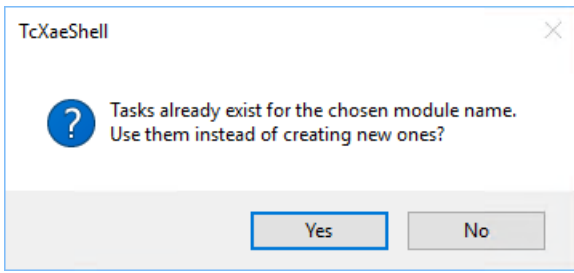 TcXaeShell
Tasks already exist for the chosen module name.
Use them instead of creating new ones?
Yes
No